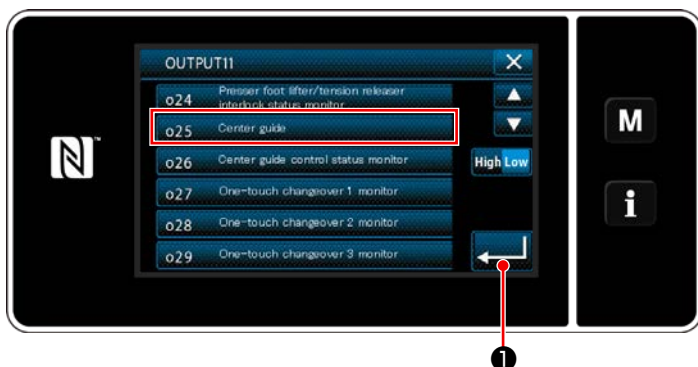 OUTPUT11
o24 Presser foot lifter/tension releaser
interlock status monitor
o25 Center guide
o26 Center guide control status monitor
High Low
o27 One-touch changeover 1 monitor
o28 One-touch changeover 2 monitor
o29 One-touch changeover 3 monitor
M
i
N
❶